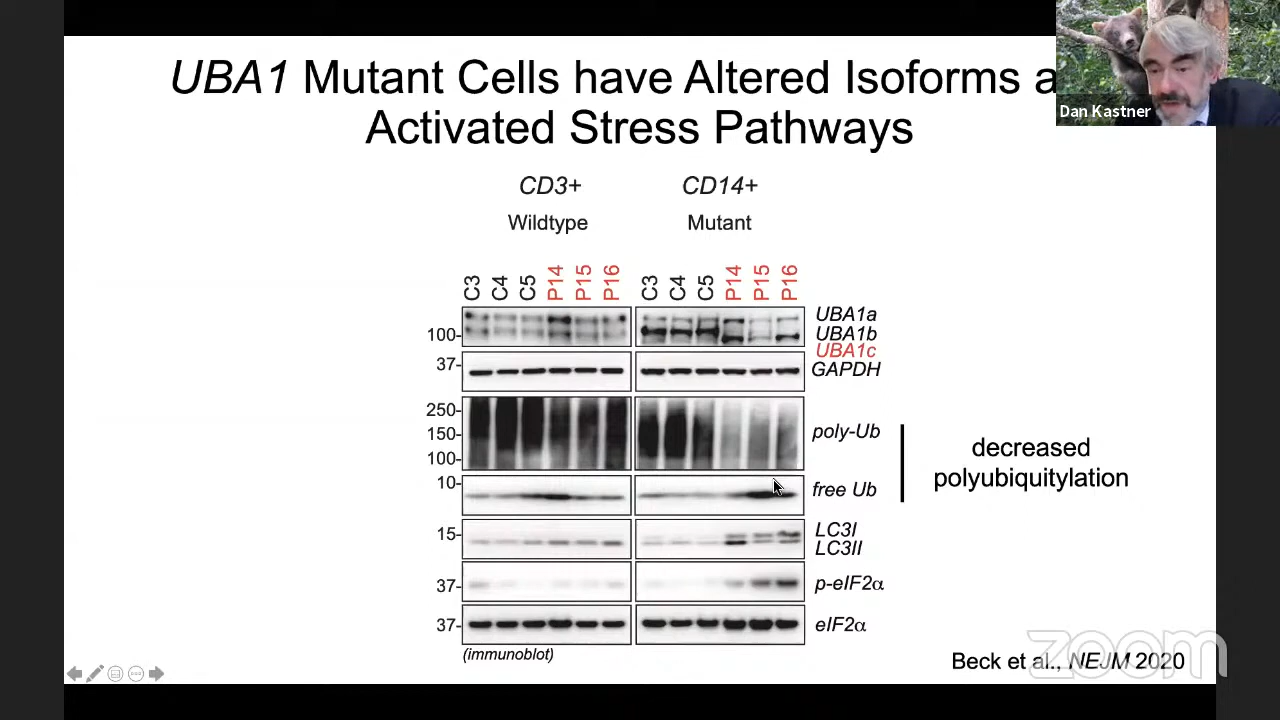 UBA1 Mutant Cells have Altered Isoforms a
Activated Stress Pathways
Dan Kastner
CD3+
CD14+
Wildtype
Mutant
C3 C4 C5 P14 P15 P16
C3 C4 C5 P14 P15 P16
UBA1a
100-
UBA1b
UBA1c
37-
GAPDH
250-
150-
poly-Ub
100-
decreased
polyubiquitylation
10-
free Ub
15-
LC3I
LC3II
37-
p-eIF2α
37-
eIF2α
(immunoblot)
Beck et al., NEJM 2020
zoom